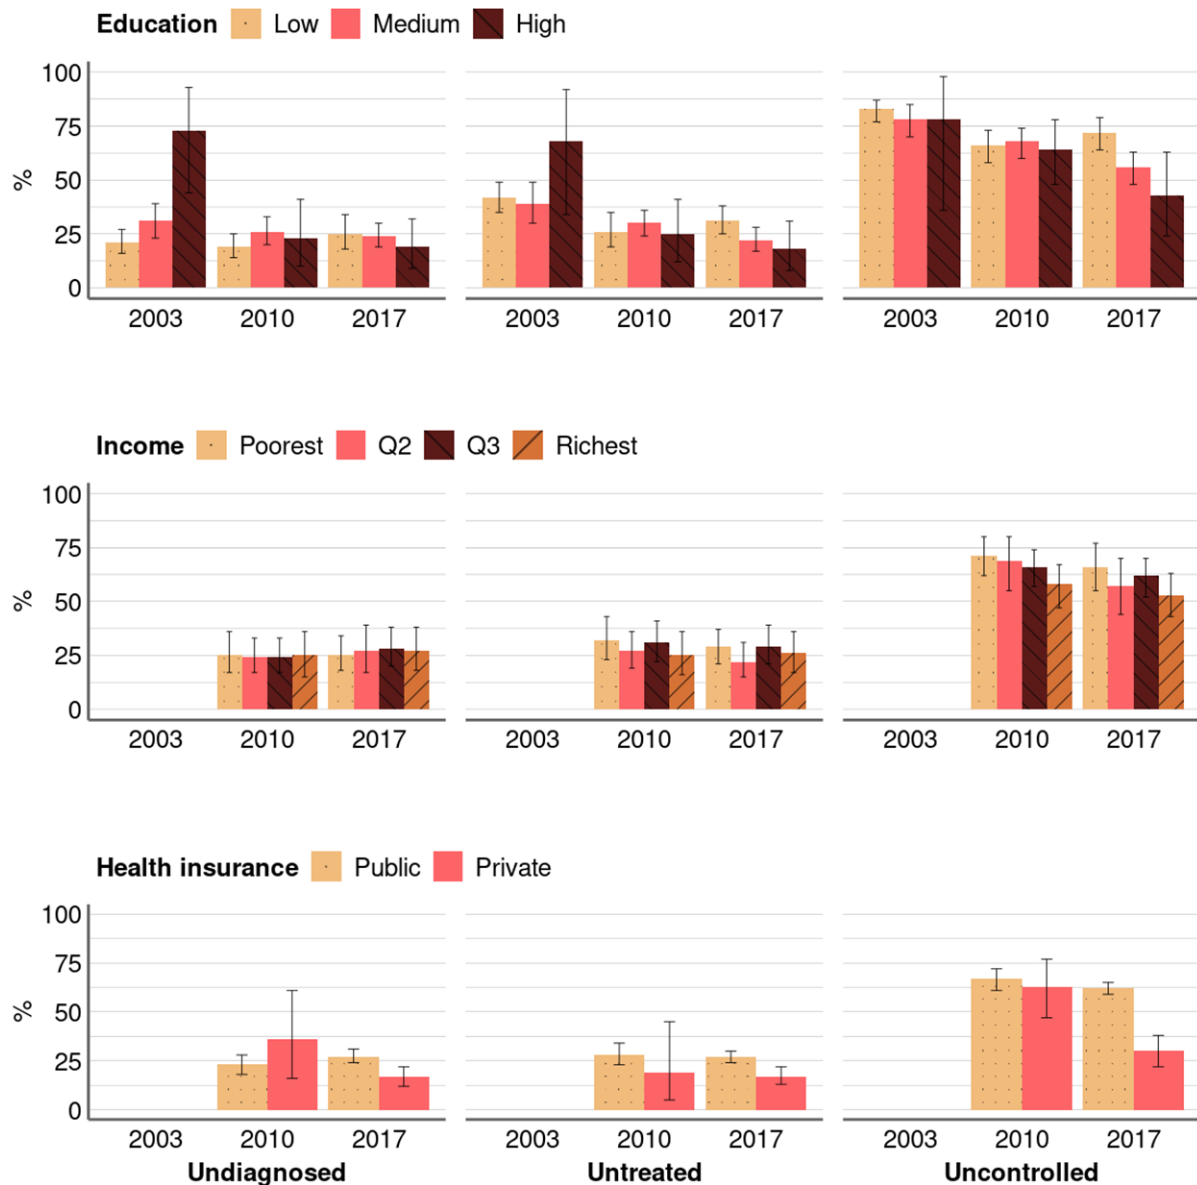 Education Low Medium High
100
75
50
25
0
%
2003 2010 2017 2003 2010 2017 2003 2010 2017
Income Poorest Q2 Q3 Richest
100
75
50
25
0
%
2003 2010 2017 2003 2010 2017 2003 2010 2017
Health insurance Public Private
100
75
50
25
0
%
2003 2010 2017 2003 2010 2017 2003 2010 2017
Undiagnosed Untreated Uncontrolled